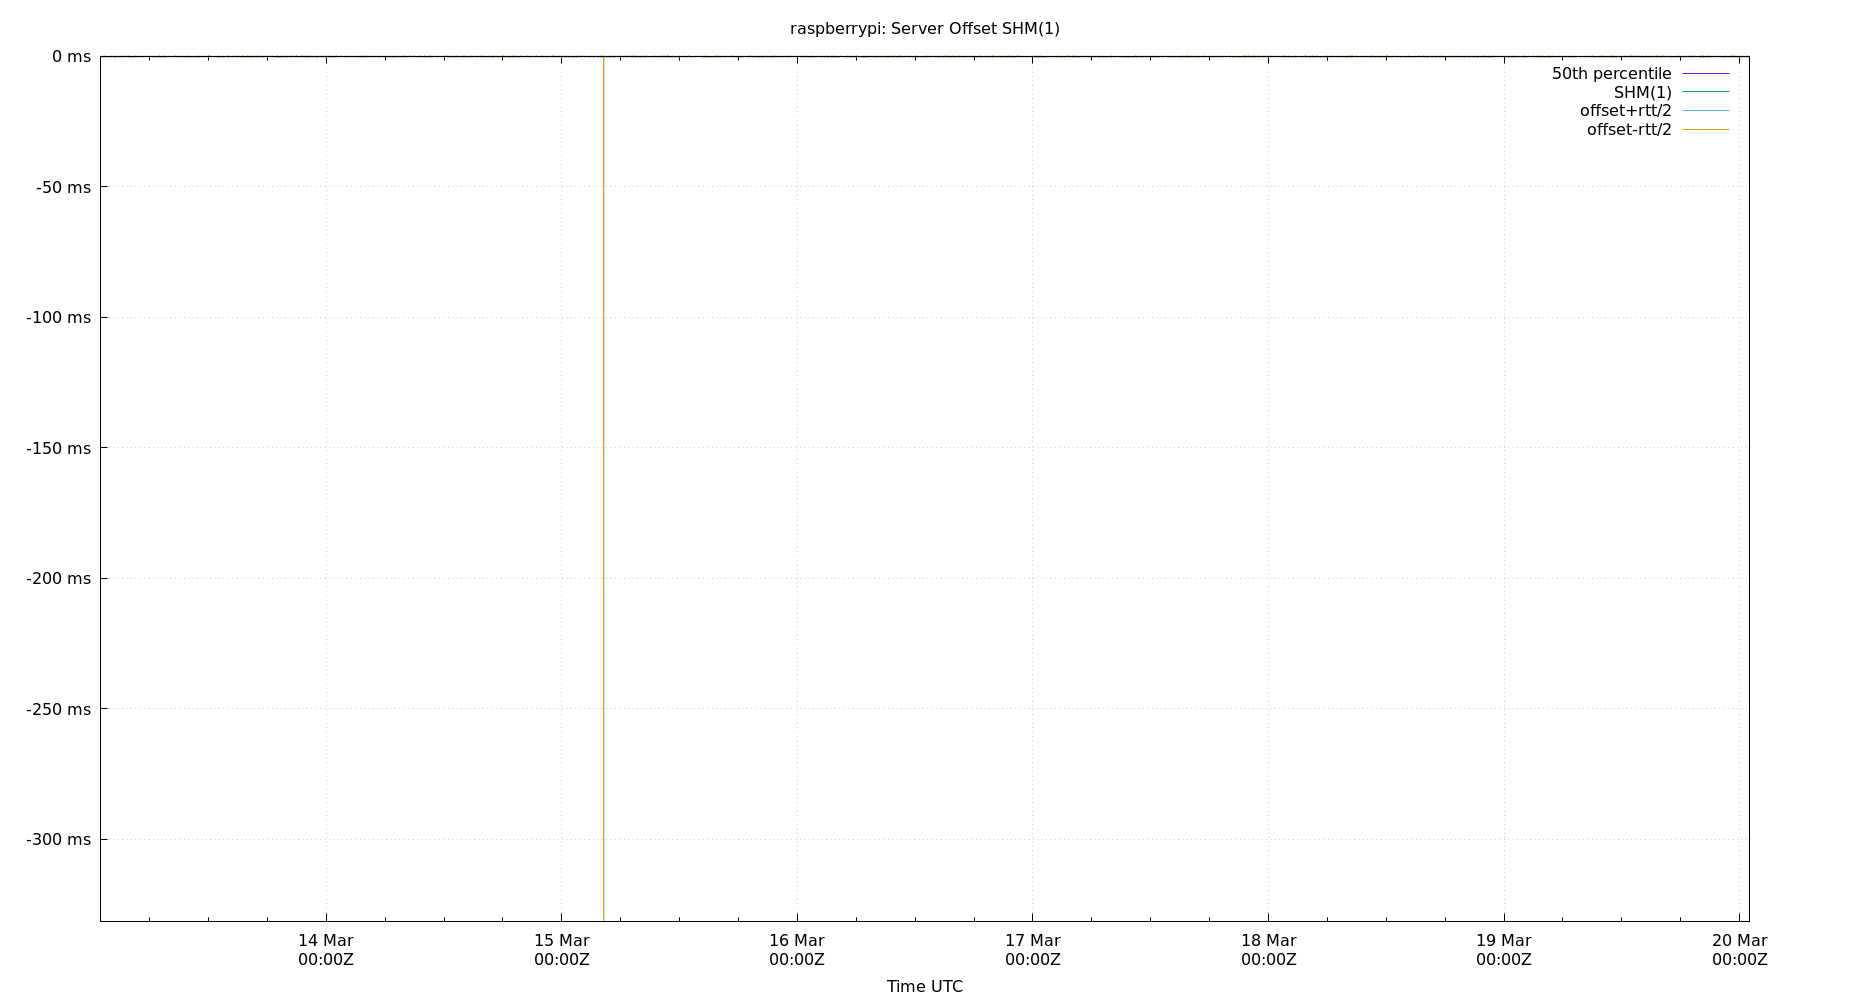 raspberrypi: Server Offset SHM(1)
0 ms
50th percentile
SHM(1)
offset+rtt/2
offset-rtt/2
-50 ms
-100 ms
-150 ms
-200 ms
-250 ms
-300 ms
14 Mar 15 Mar 16 Mar 17 Mar 18 Mar 19 Mar 20 Mar
00:00Z 00:00Z 00:00Z 00:00Z 00:00Z 00:00Z 00:00Z
Time UTC